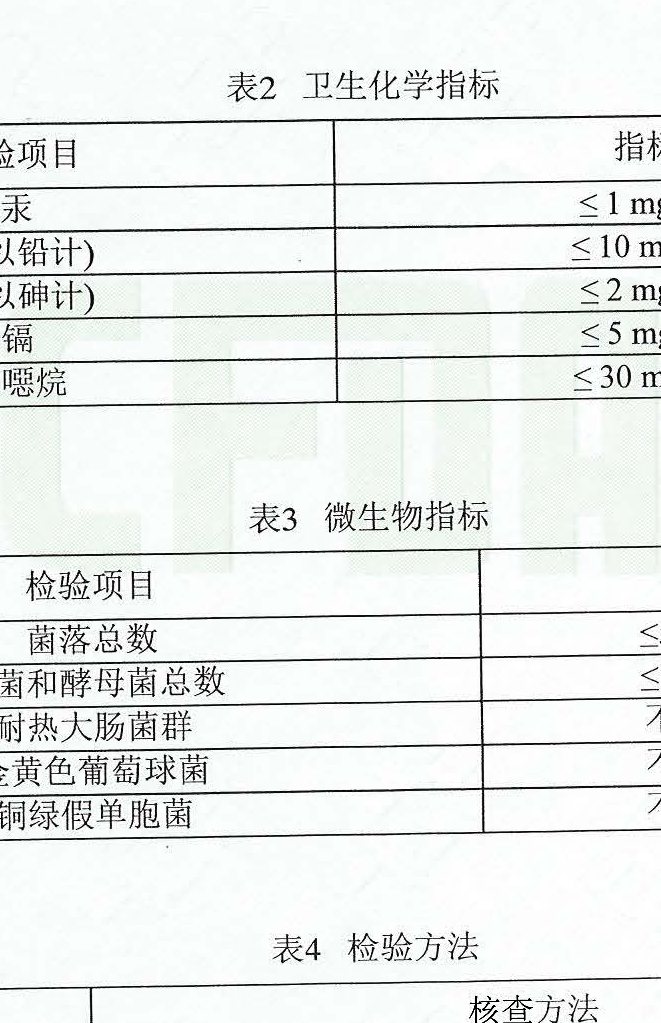 表2 卫生化学指标
验项目 指标
汞 ≤1 mg
以铅计) ≤10 m
以砷计) ≤2 mg
镉 ≤5 mg
噁烷 ≤30 m
表3 微生物指标
检验项目
菌落总数 ≤
菌和酵母菌总数 ≤
耐热大肠菌群 不
金黄色葡萄球菌 不
铜绿假单胞菌 不
表4 检验方法
核查方法
CFDA